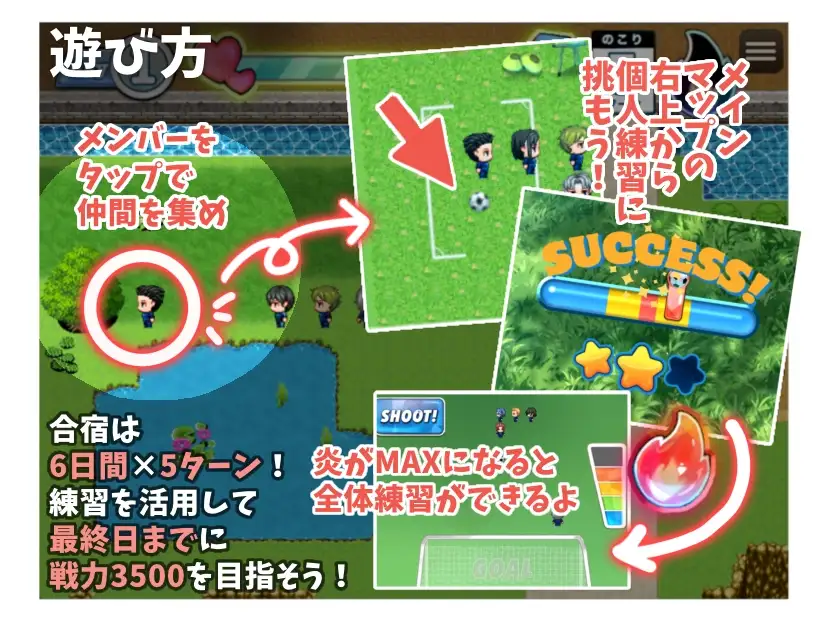 遊び方
のこり
メンバーを
タップで
仲間を集め
メイン
マップの
右上から
個人練習に
挑もう！
SUCCESS!
SHOOT!
炎がMAXになると
全体練習ができるよ
GOAL
合宿は
6日間×5ターン！
練習を活用して
最終日までに
戦力3500を目指そう！